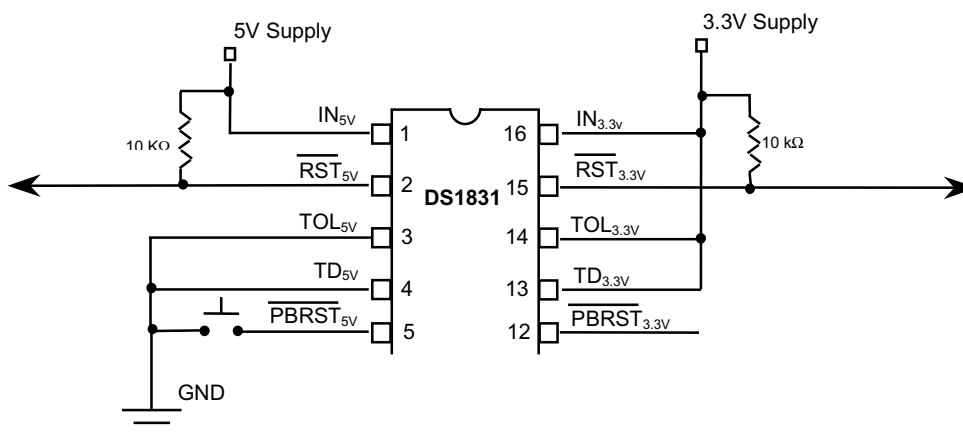 5V Supply
3.3V Supply
IN5V
1
16
IN3.3v
10 KΩ
10 kΩ
RST5V
2
15
RST3.3V
DS1831
TOL5V
3
14
TOL3.3V
TD5V
4
13
TD3.3V
PBRST5V
5
12
PBRST3.3V
GND